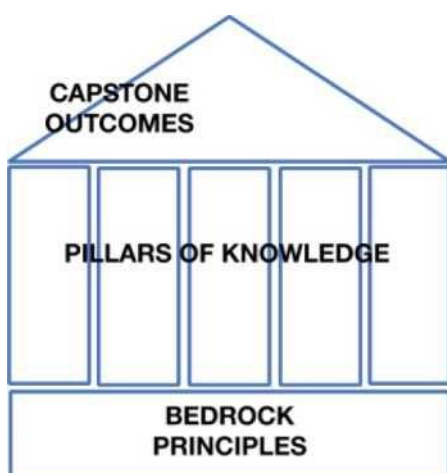 CAPSTONE
OUTCOMES
PILLARS OF KNOWLEDGE
BEDROCK
PRINCIPLES